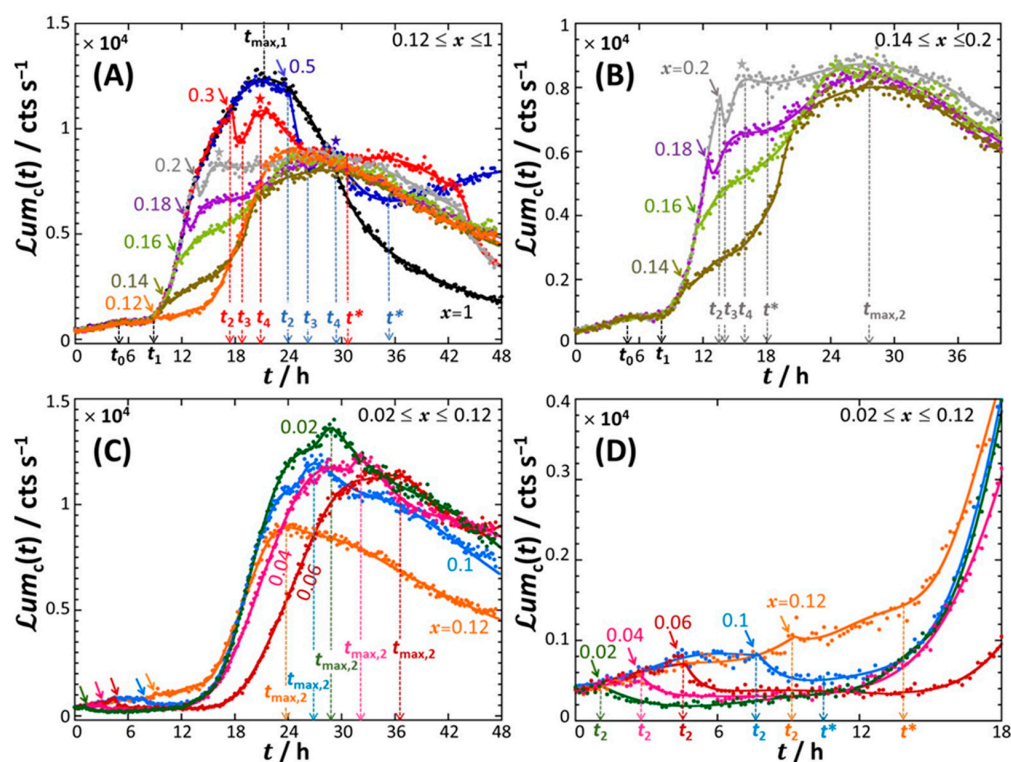 (A)
× 10⁴
0.12 ≤ x ≤1
t_max,1
0.5
0.3
0.2
0.18
0.16
0.14
0.12
x=1
t₂ t₃ t₄ t₂ t₃ t₄ t* t*
t₀ t₁
1.5
1
0.5
0
0 6 12 18 24 30 36 42 48
ℒum_c(t) / cts s⁻¹
t / h
(B)
× 10⁴
0.14 ≤ x ≤0.2
x=0.2
0.18
0.16
0.14
t₂ t₃ t₄ t* t_max,2
t₀ t₁
1
0.8
0.6
0.4
0.2
0
0 6 12 18 24 30 36
ℒum_c(t) / cts s⁻¹
t / h
(C)
× 10⁴
0.02 ≤ x ≤ 0.12
0.02
0.04
0.06
0.1
x=0.12
t_max,2 t_max,2 t_max,2 t_max,2 t_max,2
1.5
1
0.5
0
0 6 12 18 24 30 36 42 48
ℒum_c(t) / cts s⁻¹
t / h
(D)
× 10⁴
0.02 ≤ x ≤ 0.12
x=0.12
0.1
0.06
0.04
0.02
t₂ t₂ t₂ t₂ t₂ t* t*
0.4
0.3
0.2
0.1
0
0 6 12 18
ℒum_c(t) / cts s⁻¹
t / h